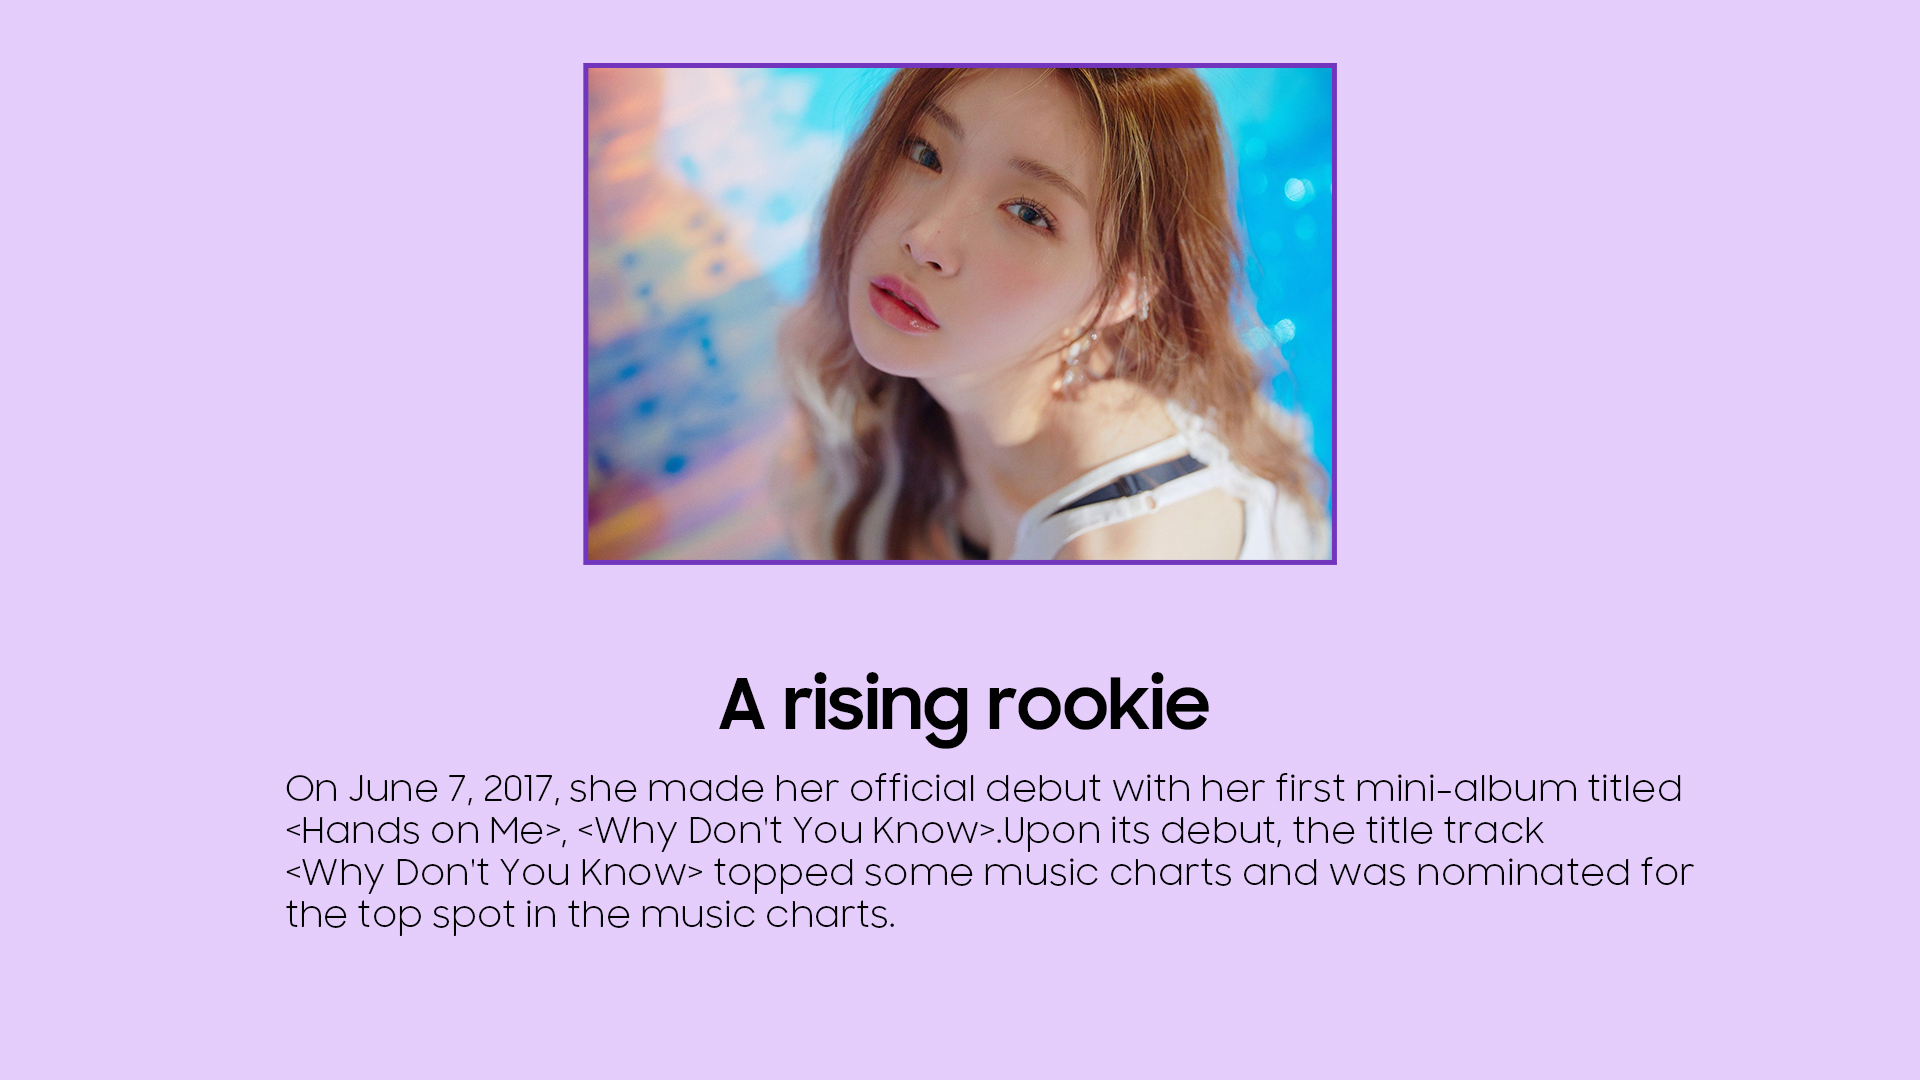 A rising rookie
On June 7, 2017, she made her official debut with her first mini-album titled
<Hands on Me>, <Why Don't You Know>.Upon its debut, the title track
<Why Don't You Know> topped some music charts and was nominated for
the top spot in the music charts.